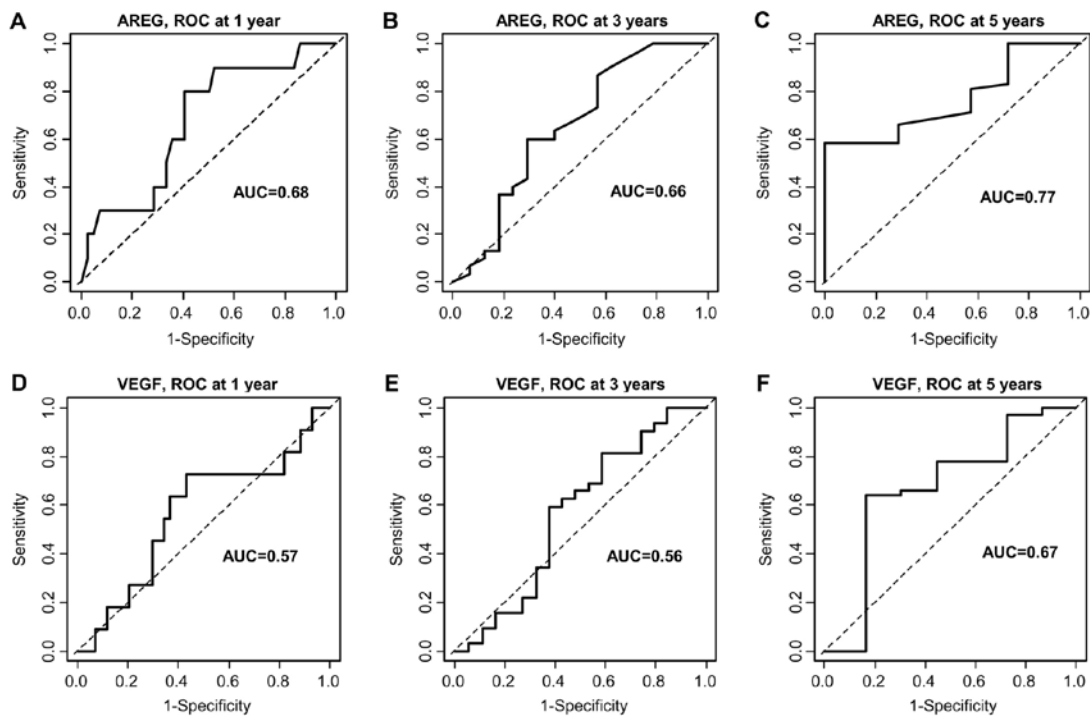 A
AREG, ROC at 1 year
Sensitivity
0.0 0.2 0.4 0.6 0.8 1.0
AUC=0.68
0.0 0.2 0.4 0.6 0.8 1.0
1-Specificity
B
AREG, ROC at 3 years
Sensitivity
0.0 0.2 0.4 0.6 0.8 1.0
AUC=0.66
0.0 0.2 0.4 0.6 0.8 1.0
1-Specificity
C
AREG, ROC at 5 years
Sensitivity
0.0 0.2 0.4 0.6 0.8 1.0
AUC=0.77
0.0 0.2 0.4 0.6 0.8 1.0
1-Specificity
D
VEGF, ROC at 1 year
Sensitivity
0.0 0.2 0.4 0.6 0.8 1.0
AUC=0.57
0.0 0.2 0.4 0.6 0.8 1.0
1-Specificity
E
VEGF, ROC at 3 years
Sensitivity
0.0 0.2 0.4 0.6 0.8 1.0
AUC=0.56
0.0 0.2 0.4 0.6 0.8 1.0
1-Specificity
F
VEGF, ROC at 5 years
Sensitivity
0.0 0.2 0.4 0.6 0.8 1.0
AUC=0.67
0.0 0.2 0.4 0.6 0.8 1.0
1-Specificity